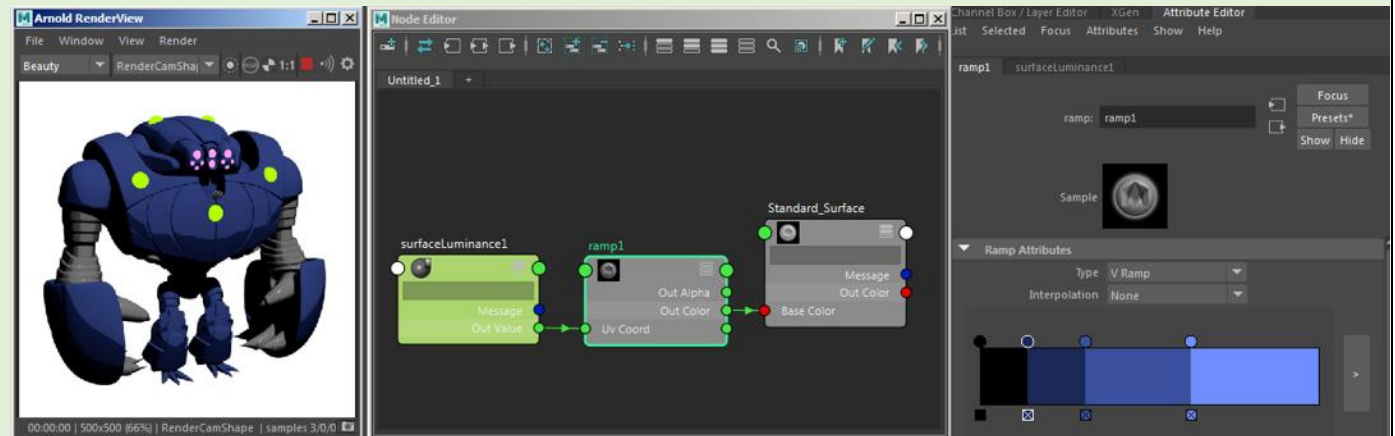 Arnold RenderView
File Window View Render
Beauty RenderCamShap 1:1
00:00:00 | 500x500 (66%) | RenderCamShape | samples 3/0/0
Node Editor
Untitled_1 +
surfaceLuminance1
Message
Out Value
ramp1
Out Alpha
Out Color
Uv Coord
Standard_Surface
Message
Out Color
Base Color
Channel Box / Layer Editor XGen Attribute Editor
List Selected Focus Attributes Show Help
ramp1 surfaceLuminance1
Focus
ramp: ramp1 Presets*
Show Hide
Sample
Ramp Attributes
Type V Ramp
Interpolation None
>